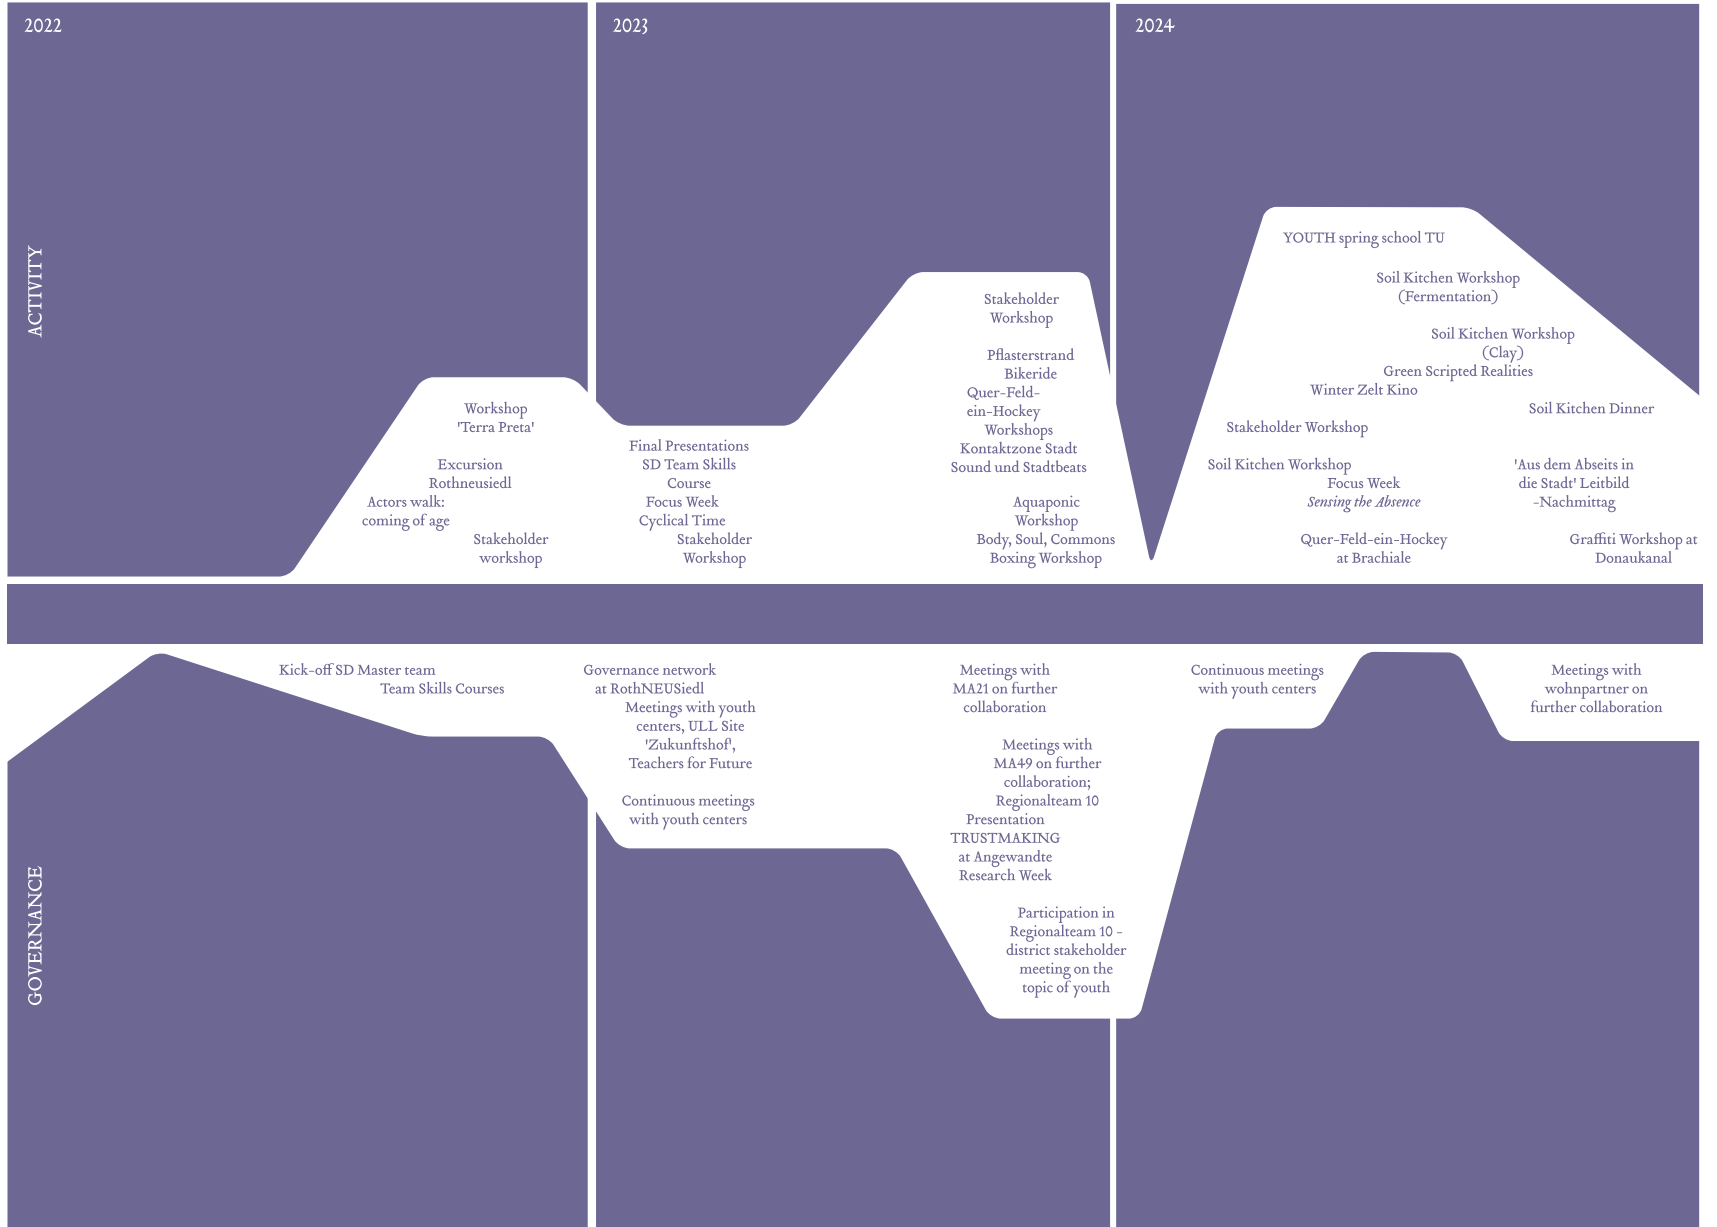 2022
2023
2024
ACTIVITY
Workshop
'Terra Preta'
Excursion
Rothneusiedl
Actors walk:
coming of age
Stakeholder
workshop
Final Presentations
SD Team Skills
Course
Focus Week
Cyclical Time
Stakeholder
Workshop
Stakeholder
Workshop
Pflasterstrand
Bikeride
Quer-Feld-
ein-Hockey
Workshops
Kontaktzone Stadt
Sound und Stadtbeats
Aquaponic
Workshop
Body, Soul, Commons
Boxing Workshop
YOUTH spring school TU
Soil Kitchen Workshop
(Fermentation)
Soil Kitchen Workshop
(Clay)
Green Scripted Realities
Winter Zelt Kino
Soil Kitchen Dinner
Stakeholder Workshop
Soil Kitchen Workshop
Focus Week
Sensing the Absence
Quer-Feld-ein-Hockey
at Brachiale
'Aus dem Abseits in
die Stadt' Leitbild
-Nachmittag
Graffiti Workshop at
Donaukanal
GOVERNANCE
Kick-off SD Master team
Team Skills Courses
Governance network
at RothNEUSiedl
Meetings with youth
centers, ULL Site
'Zukunftshof',
Teachers for Future
Continuous meetings
with youth centers
Meetings with
MA21 on further
collaboration
Meetings with
MA49 on further
collaboration;
Regionalteam 10
Presentation
TRUSTMAKING
at Angewandte
Research Week
Participation in
Regionalteam 10 -
district stakeholder
meeting on the
topic of youth
Continuous meetings
with youth centers
Meetings with
wohnpartner on
further collaboration